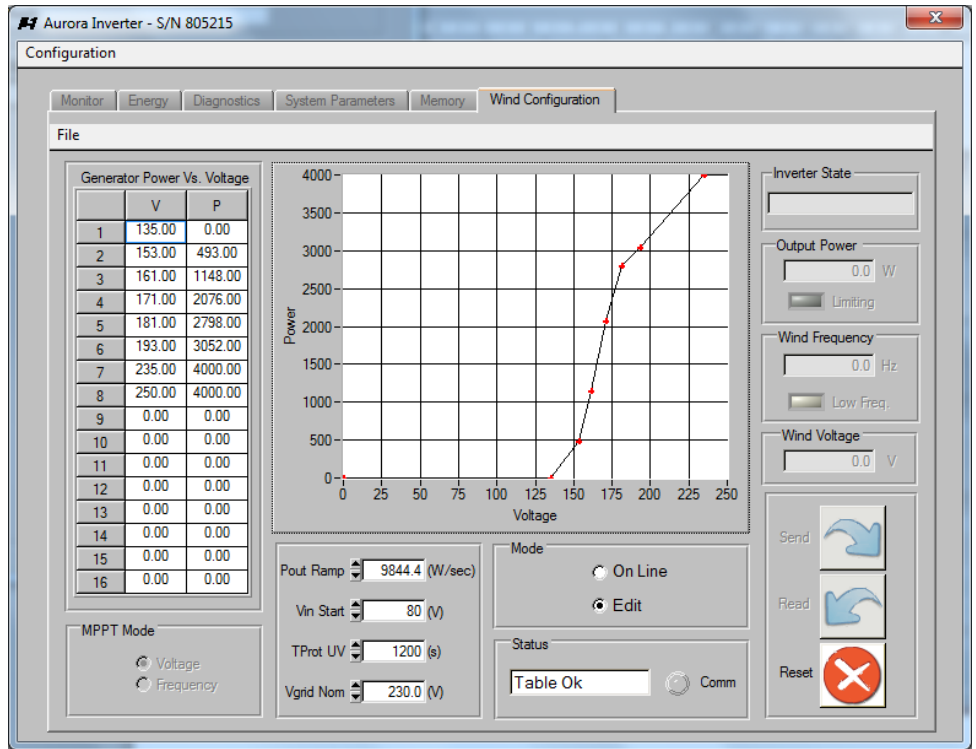 Aurora Inverter - S/N 805215
Configuration
Monitor Energy Diagnostics System Parameters Memory Wind Configuration
File
Generator Power Vs. Voltage
V P
1 135.00 0.00
2 153.00 493.00
3 161.00 1148.00
4 171.00 2076.00
5 181.00 2798.00
6 193.00 3052.00
7 235.00 4000.00
8 250.00 4000.00
9 0.00 0.00
10 0.00 0.00
11 0.00 0.00
12 0.00 0.00
13 0.00 0.00
14 0.00 0.00
15 0.00 0.00
16 0.00 0.00
MPPT Mode
Voltage
Frequency
Power
4000
3500
3000
2500
2000
1500
1000
500
0
0 25 50 75 100 125 150 175 200 225 250
Voltage
Pout Ramp 9844.4 (W/sec)
Vin Start 80 (V)
TProt UV 1200 (s)
Vgrid Nom 230.0 (V)
Mode
On Line
Edit
Status
Table Ok Comm
Inverter State
Output Power
0.0 W
Limiting
Wind Frequency
0.0 Hz
Low Freq.
Wind Voltage
0.0 V
Send
Read
Reset